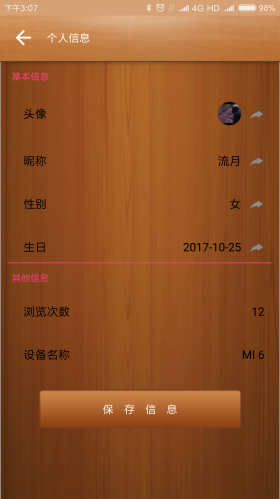 下午3:07 4G HD 98%
个人信息
基本信息
头像
昵称 流月
性别 女
生日 2017-10-25
其他信息
浏览次数 12
设备名称 MI 6
保存信息